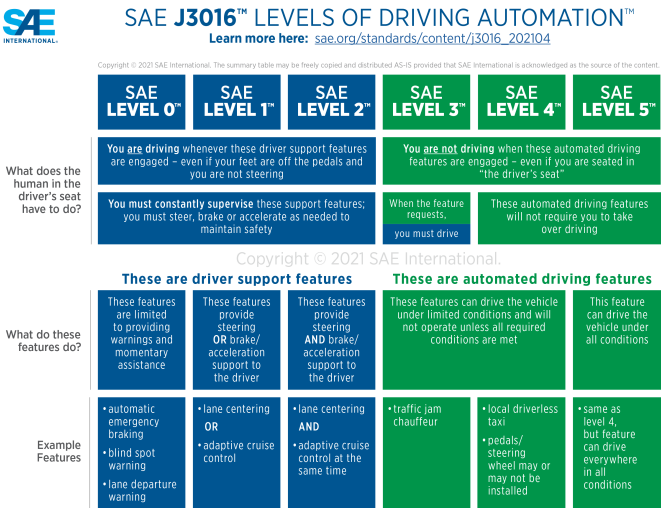 SAE
INTERNATIONAL®
SAE J3016™ LEVELS OF DRIVING AUTOMATION™
Learn more here: sae.org/standards/content/j3016_202104
Copyright © 2021 SAE International. The summary table may be freely copied and distributed AS-IS provided that SAE International is acknowledged as the source of the content.
SAE
LEVEL 0™
SAE
LEVEL 1™
SAE
LEVEL 2™
SAE
LEVEL 3™
SAE
LEVEL 4™
SAE
LEVEL 5™
What does the
human in the
driver's seat
have to do?
You are driving whenever these driver support features
are engaged – even if your feet are off the pedals and
you are not steering
You are not driving when these automated driving
features are engaged – even if you are seated in
“the driver's seat”
You must constantly supervise these support features;
you must steer, brake or accelerate as needed to
maintain safety
When the feature
requests,
you must drive
These automated driving features
will not require you to take
over driving
Copyright © 2021 SAE International.
These are driver support features
These are automated driving features
What do these
features do?
These features
are limited
to providing
warnings and
momentary
assistance
These features
provide
steering
OR brake/
acceleration
support to
the driver
These features
provide
steering
AND brake/
acceleration
support to
the driver
These features can drive the vehicle
under limited conditions and will
not operate unless all required
conditions are met
This feature
can drive the
vehicle under
all conditions
Example
Features
• automatic
emergency
braking
• blind spot
warning
• lane departure
warning
• lane centering
OR
• adaptive cruise
control
• lane centering
AND
• adaptive cruise
control at the
same time
• traffic jam
chauffeur
• local driverless
taxi
• pedals/
steering
wheel may or
may not be
installed
• same as
level 4,
but feature
can drive
everywhere
in all
conditions